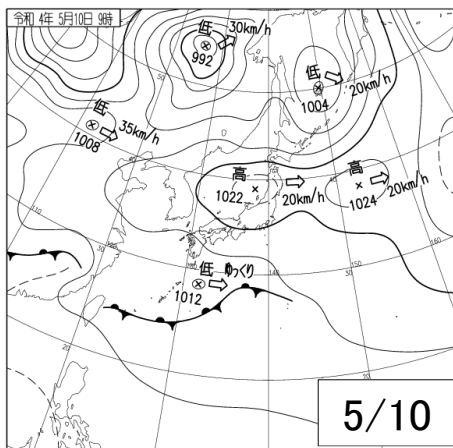 令和 4年 5月10日 9時
低
30km/h
992
低
20km/h
1004
低
35km/h
1008
高
1022
20km/h
高
1024
20km/h
低 ゆっくり
1012
5/10